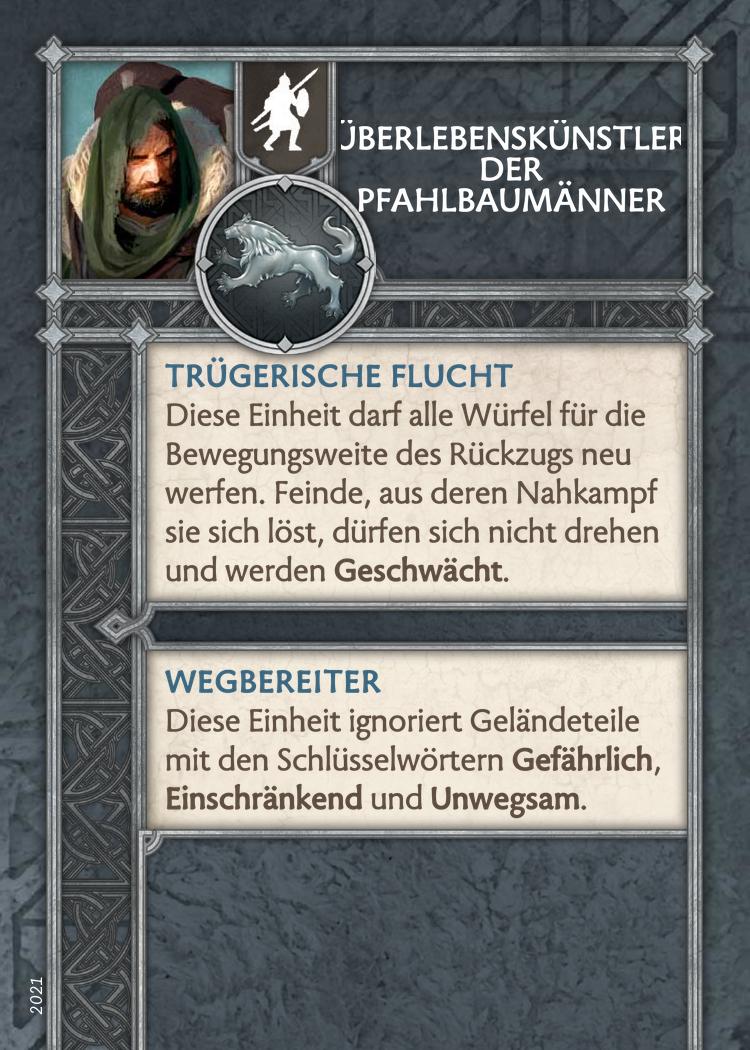 ÜBERLEBENSKÜNSTLER
DER
PFAHLBAUMÄNNER
TRÜGERISCHE FLUCHT
Diese Einheit darf alle Würfel für die
Bewegungsweite des Rückzugs neu
werfen. Feinde, aus deren Nahkampf
sie sich löst, dürfen sich nicht drehen
und werden Geschwächt.
WEGBEREITER
Diese Einheit ignoriert Geländeteile
mit den Schlüsselwörtern Gefährlich,
Einschränkend und Unwegsam.
2021